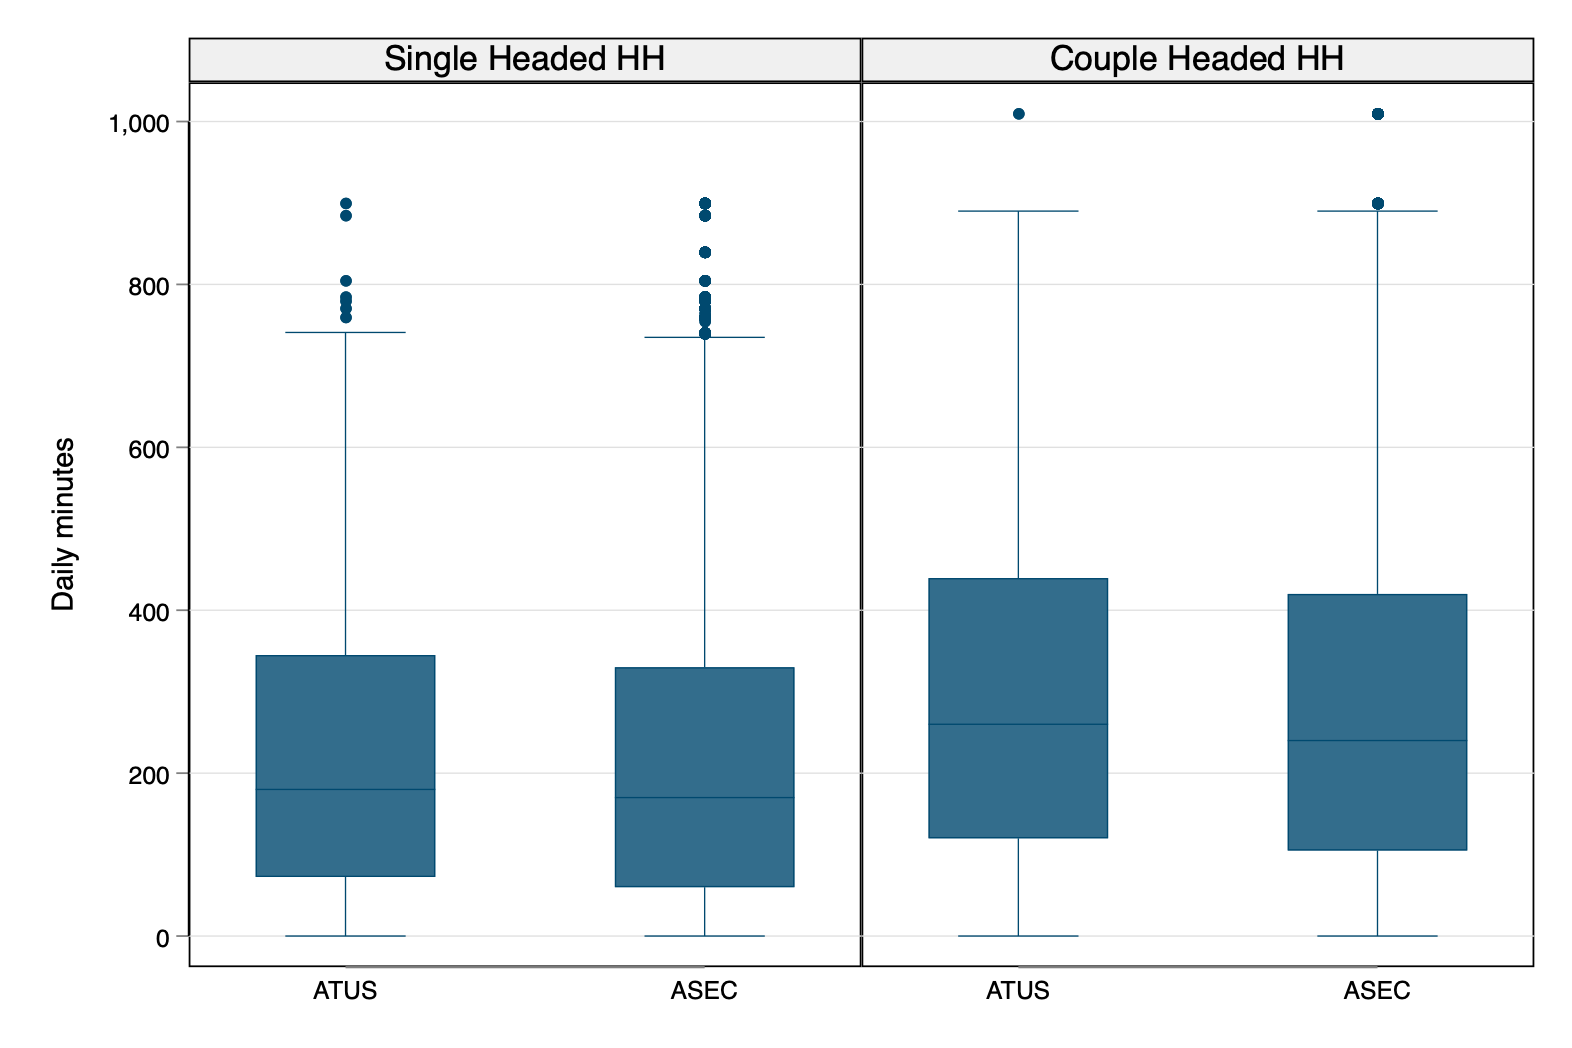 Single Headed HH
Couple Headed HH
Daily minutes
1,000
800
600
400
200
0
ATUS
ASEC
ATUS
ASEC